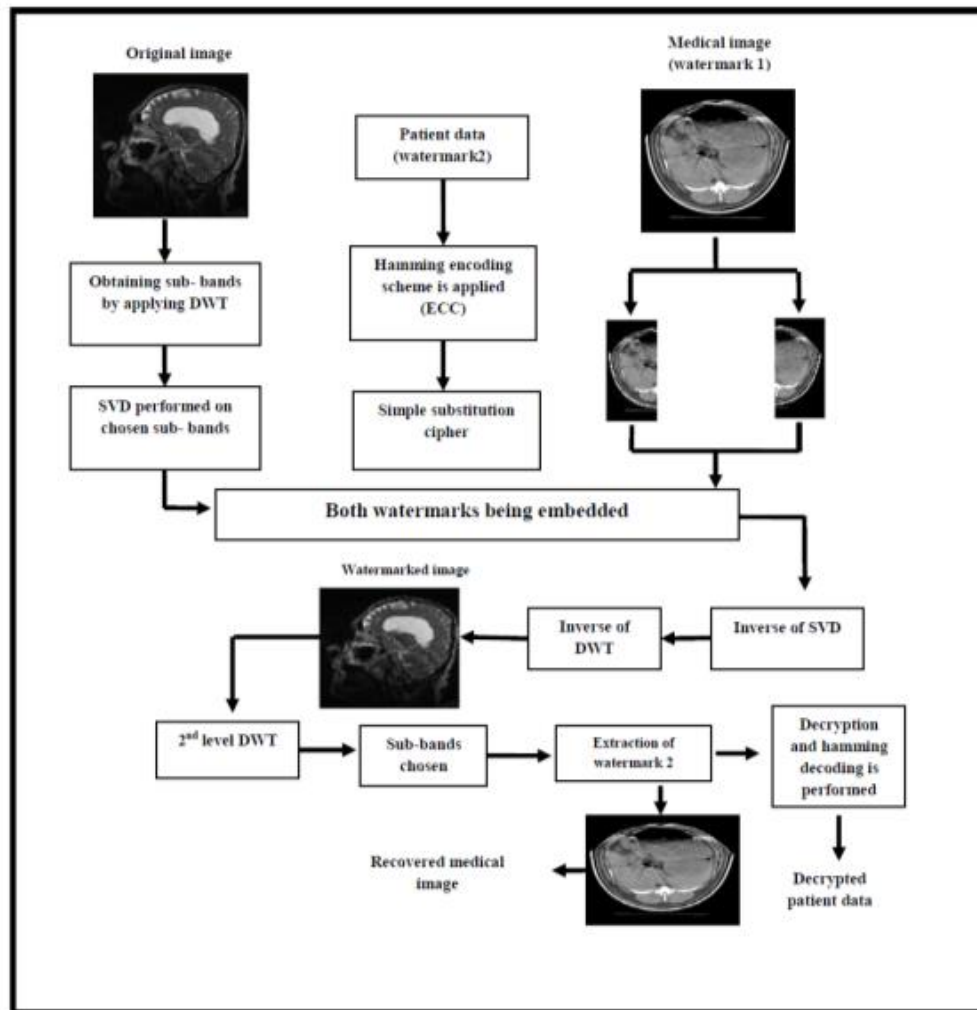 Original image
Medical image
(watermark 1)
Patient data
(watermark2)
Obtaining sub- bands
by applying DWT
Hamming encoding
scheme is applied
(ECC)
SVD performed on
chosen sub- bands
Simple substitution
cipher
Both watermarks being embedded
Watermarked image
Inverse of
DWT
Inverse of SVD
2nd level DWT
Sub-bands
chosen
Extraction of
watermark 2
Decryption
and hamming
decoding is
performed
Recovered medical
image
Decrypted
patient data